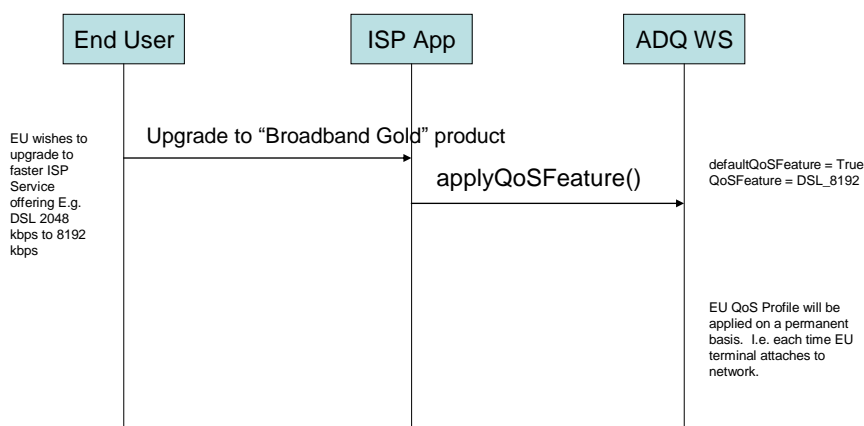 End User
ISP App
ADQ WS
EU wishes to
upgrade to
faster ISP
Service
offering E.g.
DSL 2048
kbps to 8192
kbps
Upgrade to “Broadband Gold” product
applyQoSFeature()
defaultQoSFeature = True
QoSFeature = DSL_8192
EU QoS Profile will be
applied on a permanent
basis. I.e. each time EU
terminal attaches to
network.